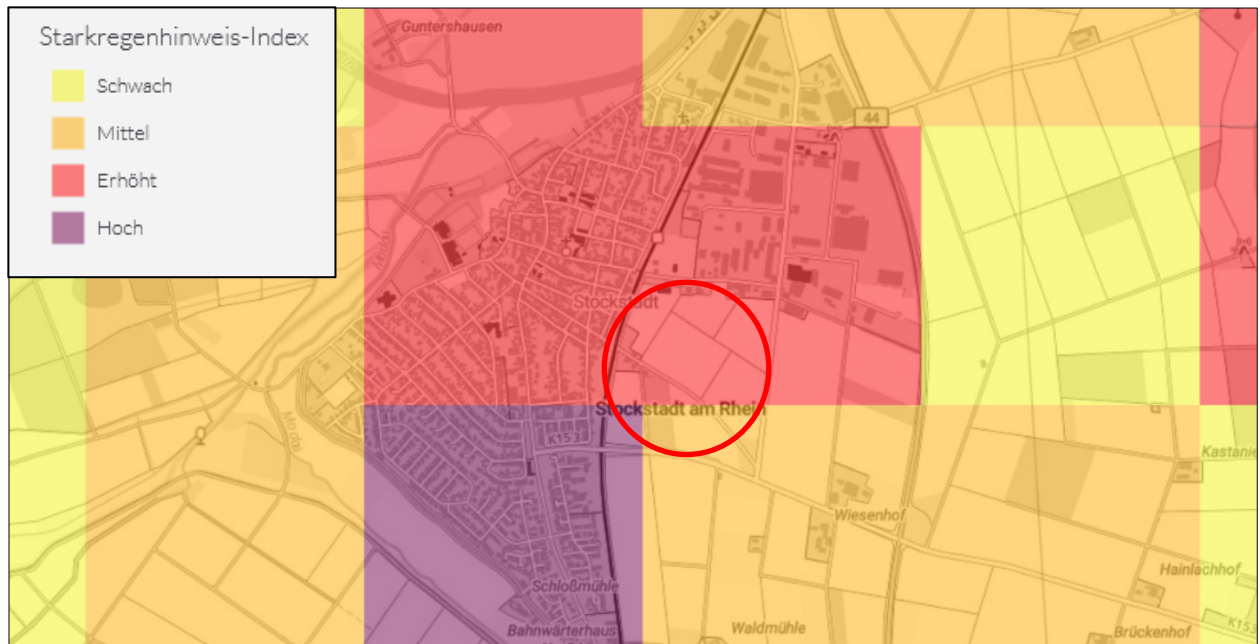 Starkregenhinweis-Index
Schwach
Mittel
Erhöht
Hoch
Guntershausen
44
Stockstadt
Stockstadt am Rhein
K153
Modau
Kastanie
Wiesenhof
Hainlachhof
Schloßmühle
Bahnwärterhaus
Waldmühle
Brückenhof